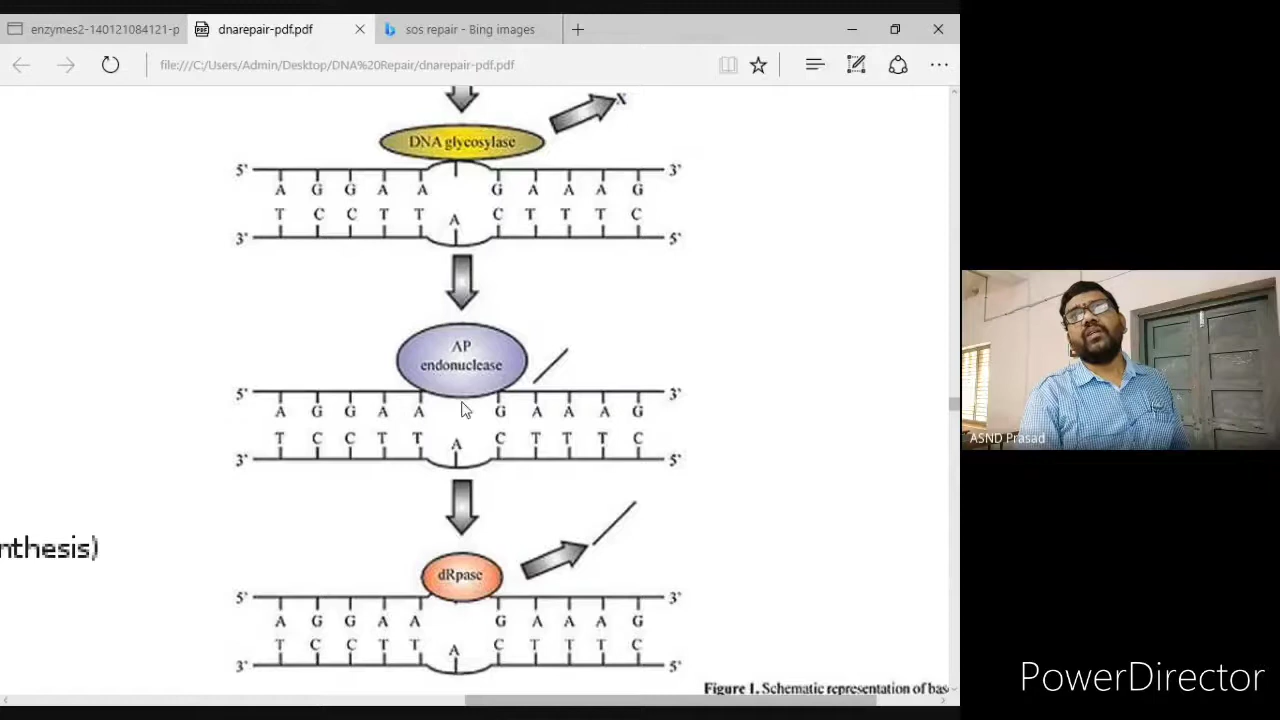 enzymes2-140121084121-p
dnarepair-pdf.pdf
sos repair - Bing images
file:///C:/Users/Admin/Desktop/DNA%20Repair/dnarepair-pdf.pdf
X
DNA glycosylase
5' 3'
A G G A A G A A A G
T C C T T A C T T T C
3' 5'
AP
endonuclease
5' 3'
A G G A A G A A A G
T C C T T A C T T T C
3' 5'
nthesis)
dRpase
5' 3'
A G G A A G A A A G
T C C T T A C T T T C
3' 5'
Figure 1. Schematic representation of bas
ASND Prasad
PowerDirector